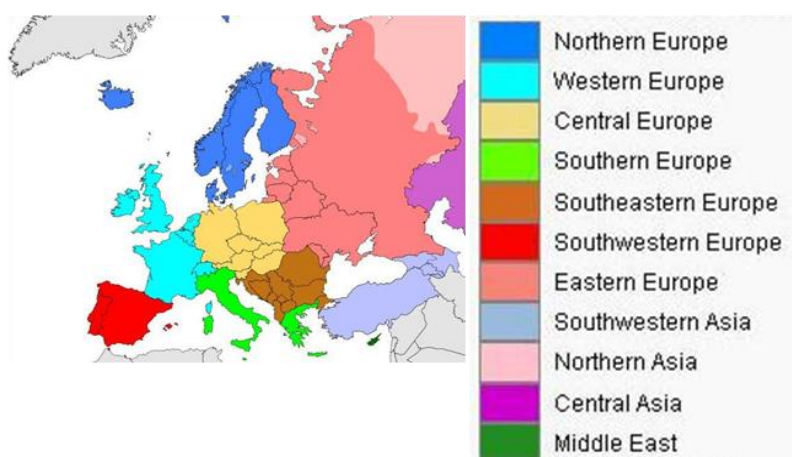 Northern Europe
Western Europe
Central Europe
Southern Europe
Southeastern Europe
Southwestern Europe
Eastern Europe
Southwestern Asia
Northern Asia
Central Asia
Middle East